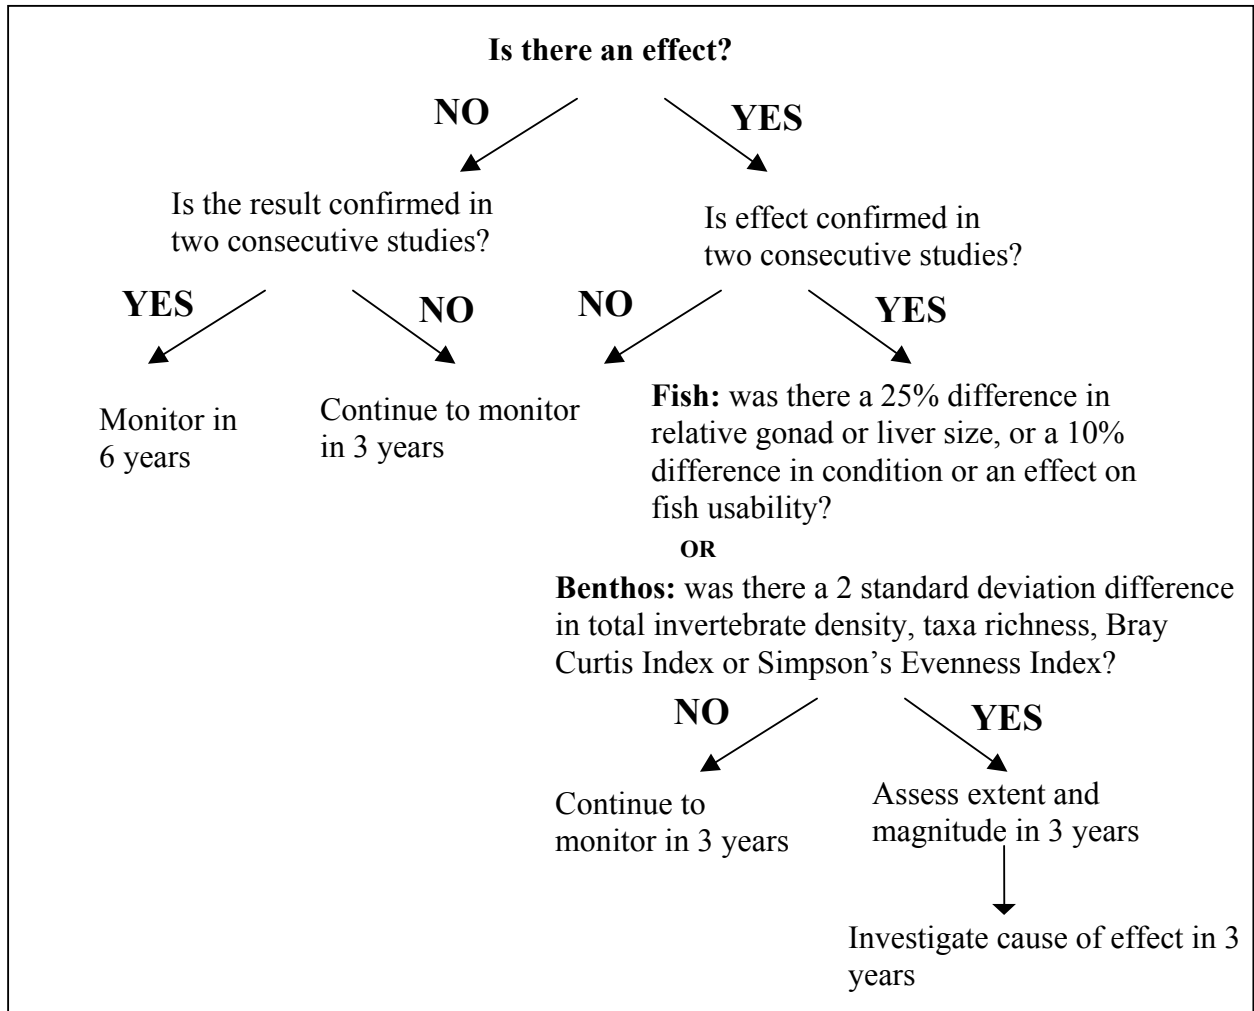 Is there an effect?
NO
YES
Is the result confirmed in
two consecutive studies?
Is effect confirmed in
two consecutive studies?
YES
NO
NO
YES
Monitor in
6 years
Continue to monitor
in 3 years
Fish: was there a 25% difference in
relative gonad or liver size, or a 10%
difference in condition or an effect on
fish usability?
OR
Benthos: was there a 2 standard deviation difference
in total invertebrate density, taxa richness, Bray
Curtis Index or Simpson’s Evenness Index?
NO
YES
Continue to
monitor in 3 years
Assess extent and
magnitude in 3 years
Investigate cause of effect in 3
years